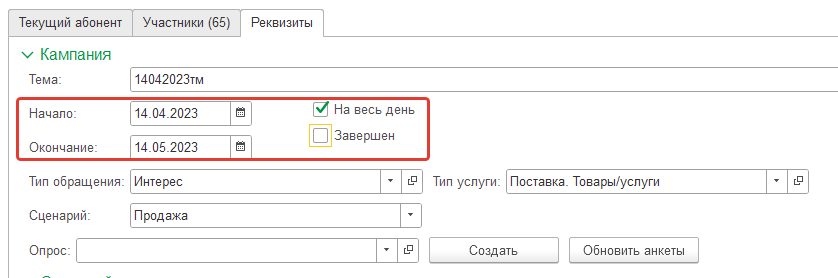 Текущий абонент Участники (65) Реквизиты
Кампания
Тема: 14042023тм
Начало: 14.04.2023 На весь день
Завершен
Окончание: 14.05.2023
Тип обращения: Интерес Тип услуги: Поставка. Товары/услуги
Сценарий: Продажа
Опрос: Создать Обновить анкеты